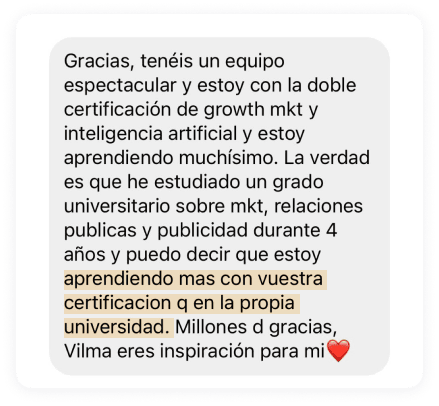 Gracias, tenéis un equipo
espectacular y estoy con la doble
certificación de growth mkt y
inteligencia artificial y estoy
aprendiendo muchísimo. La verdad
es que he estudiado un grado
universitario sobre mkt, relaciones
publicas y publicidad durante 4
años y puedo decir que estoy
aprendiendo mas con vuestra
certificacion q en la propia
universidad. Millones d gracias,
Vilma eres inspiración para mi❤️